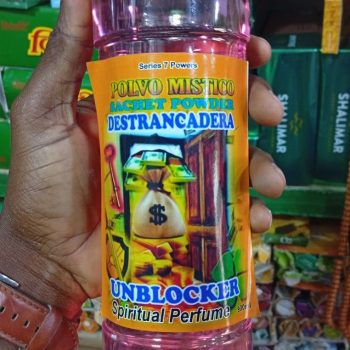 Series 7 Powers
POLVO MISTICO
SACHET POWDER
DESTRANCADERA
$
UNBLOCKER
Spiritual Perfume
SHALIMAR
SHALIMAR